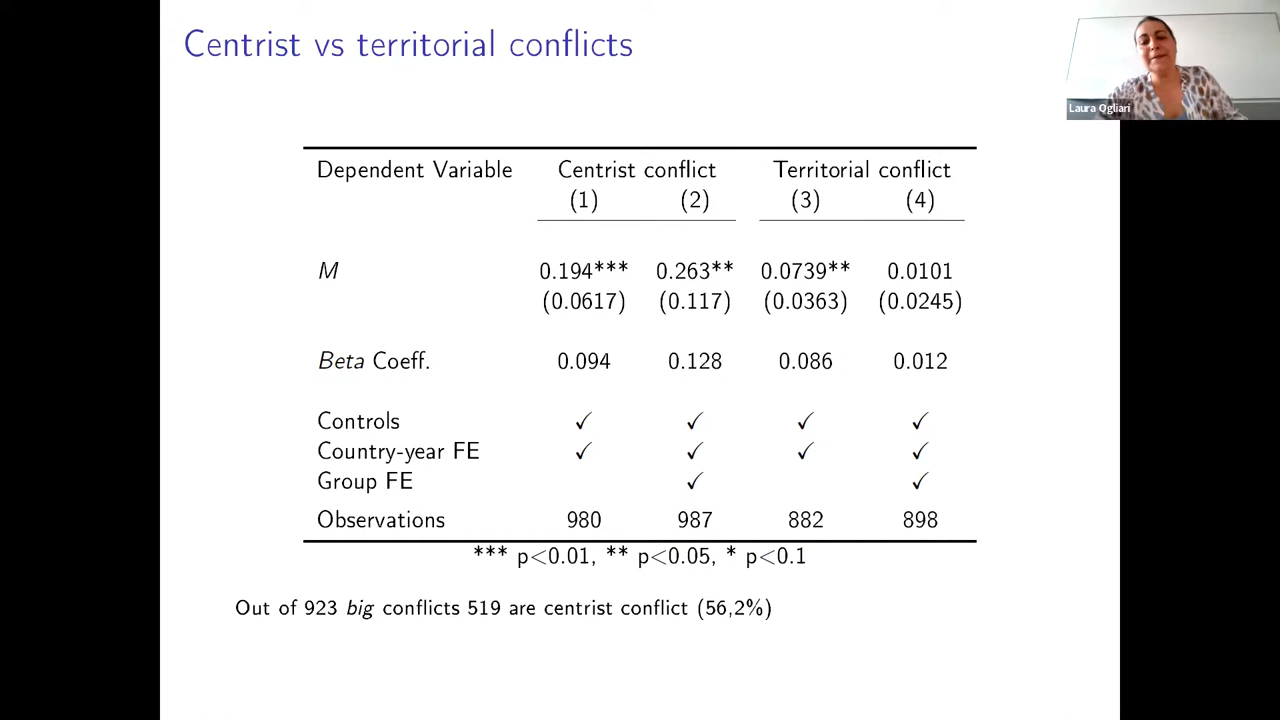 Centrist vs territorial conflicts
Laura Ogliari
Dependent Variable Centrist conflict Territorial conflict
(1) (2) (3) (4)
M 0.194*** 0.263** 0.0739** 0.0101
(0.0617) (0.117) (0.0363) (0.0245)
Beta Coeff. 0.094 0.128 0.086 0.012
Controls ✓ ✓ ✓ ✓
Country-year FE ✓ ✓ ✓ ✓
Group FE ✓ ✓
Observations 980 987 882 898
*** p<0.01, ** p<0.05, * p<0.1
Out of 923 big conflicts 519 are centrist conflict (56,2%)